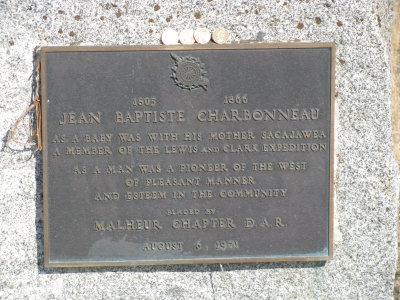 1805 1866
JEAN BAPTISTE CHARBONNEAU
AS A BABY WAS WITH HIS MOTHER SACAJAWEA
A MEMBER OF THE LEWIS AND CLARK EXPEDITION
AS A MAN WAS A PIONEER OF THE WEST
OF PLEASANT MANNER
AND ESTEEM IN THE COMMUNITY
PLACED BY
MALHEUR CHAPTER D.A.R.
AUGUST 6, 1971